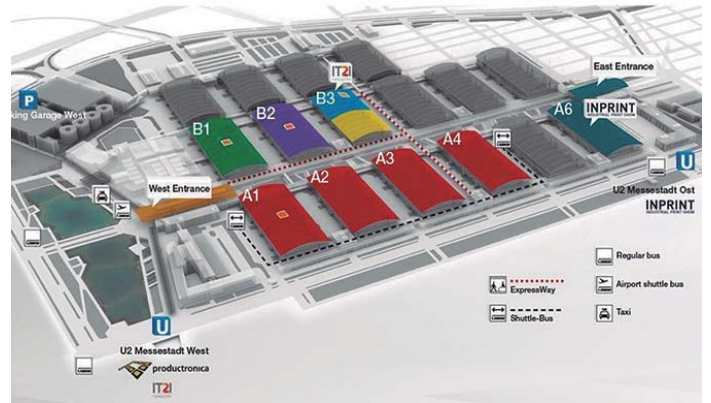 IT2I
East Entrance
P
king Garage West
B3
B2
B1
A6
INPRINT
INDUSTRIAL PRINT SHOW
A4
A3
A2
A1
West Entrance
U
U2 Messestadt Ost
INPRINT
INDUSTRIAL PRINT SHOW
Regular bus
ExpressWay
Airport shuttle bus
Shuttle-Bus
Taxi
U
U2 Messestadt West
productronica
IT2I